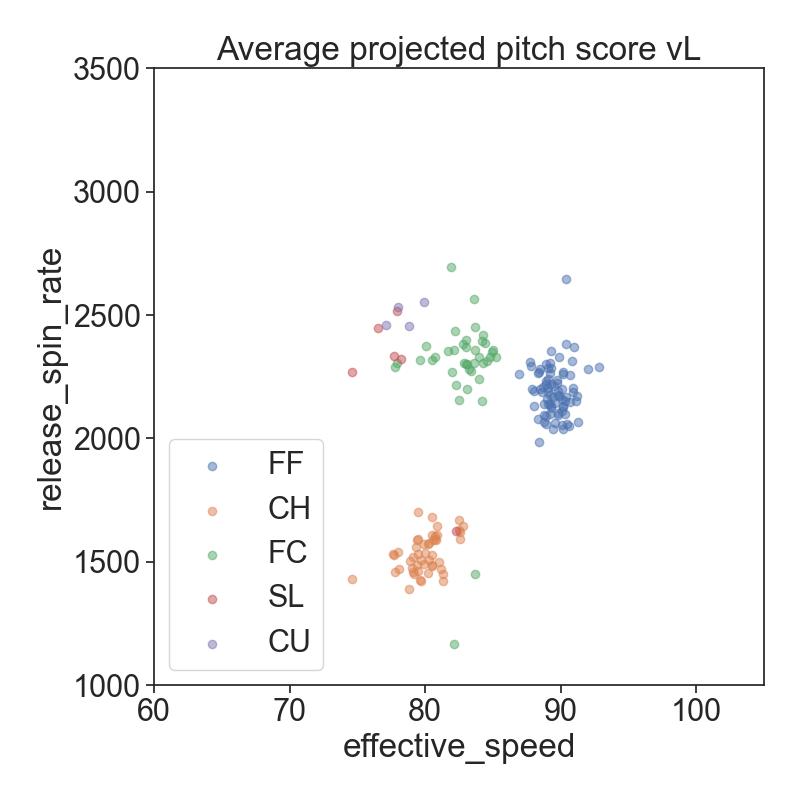 Average projected pitch score vL
3500
3000
2500
2000
1500
1000
release_spin_rate
FF
CH
FC
SL
CU
60 70 80 90 100
effective_speed